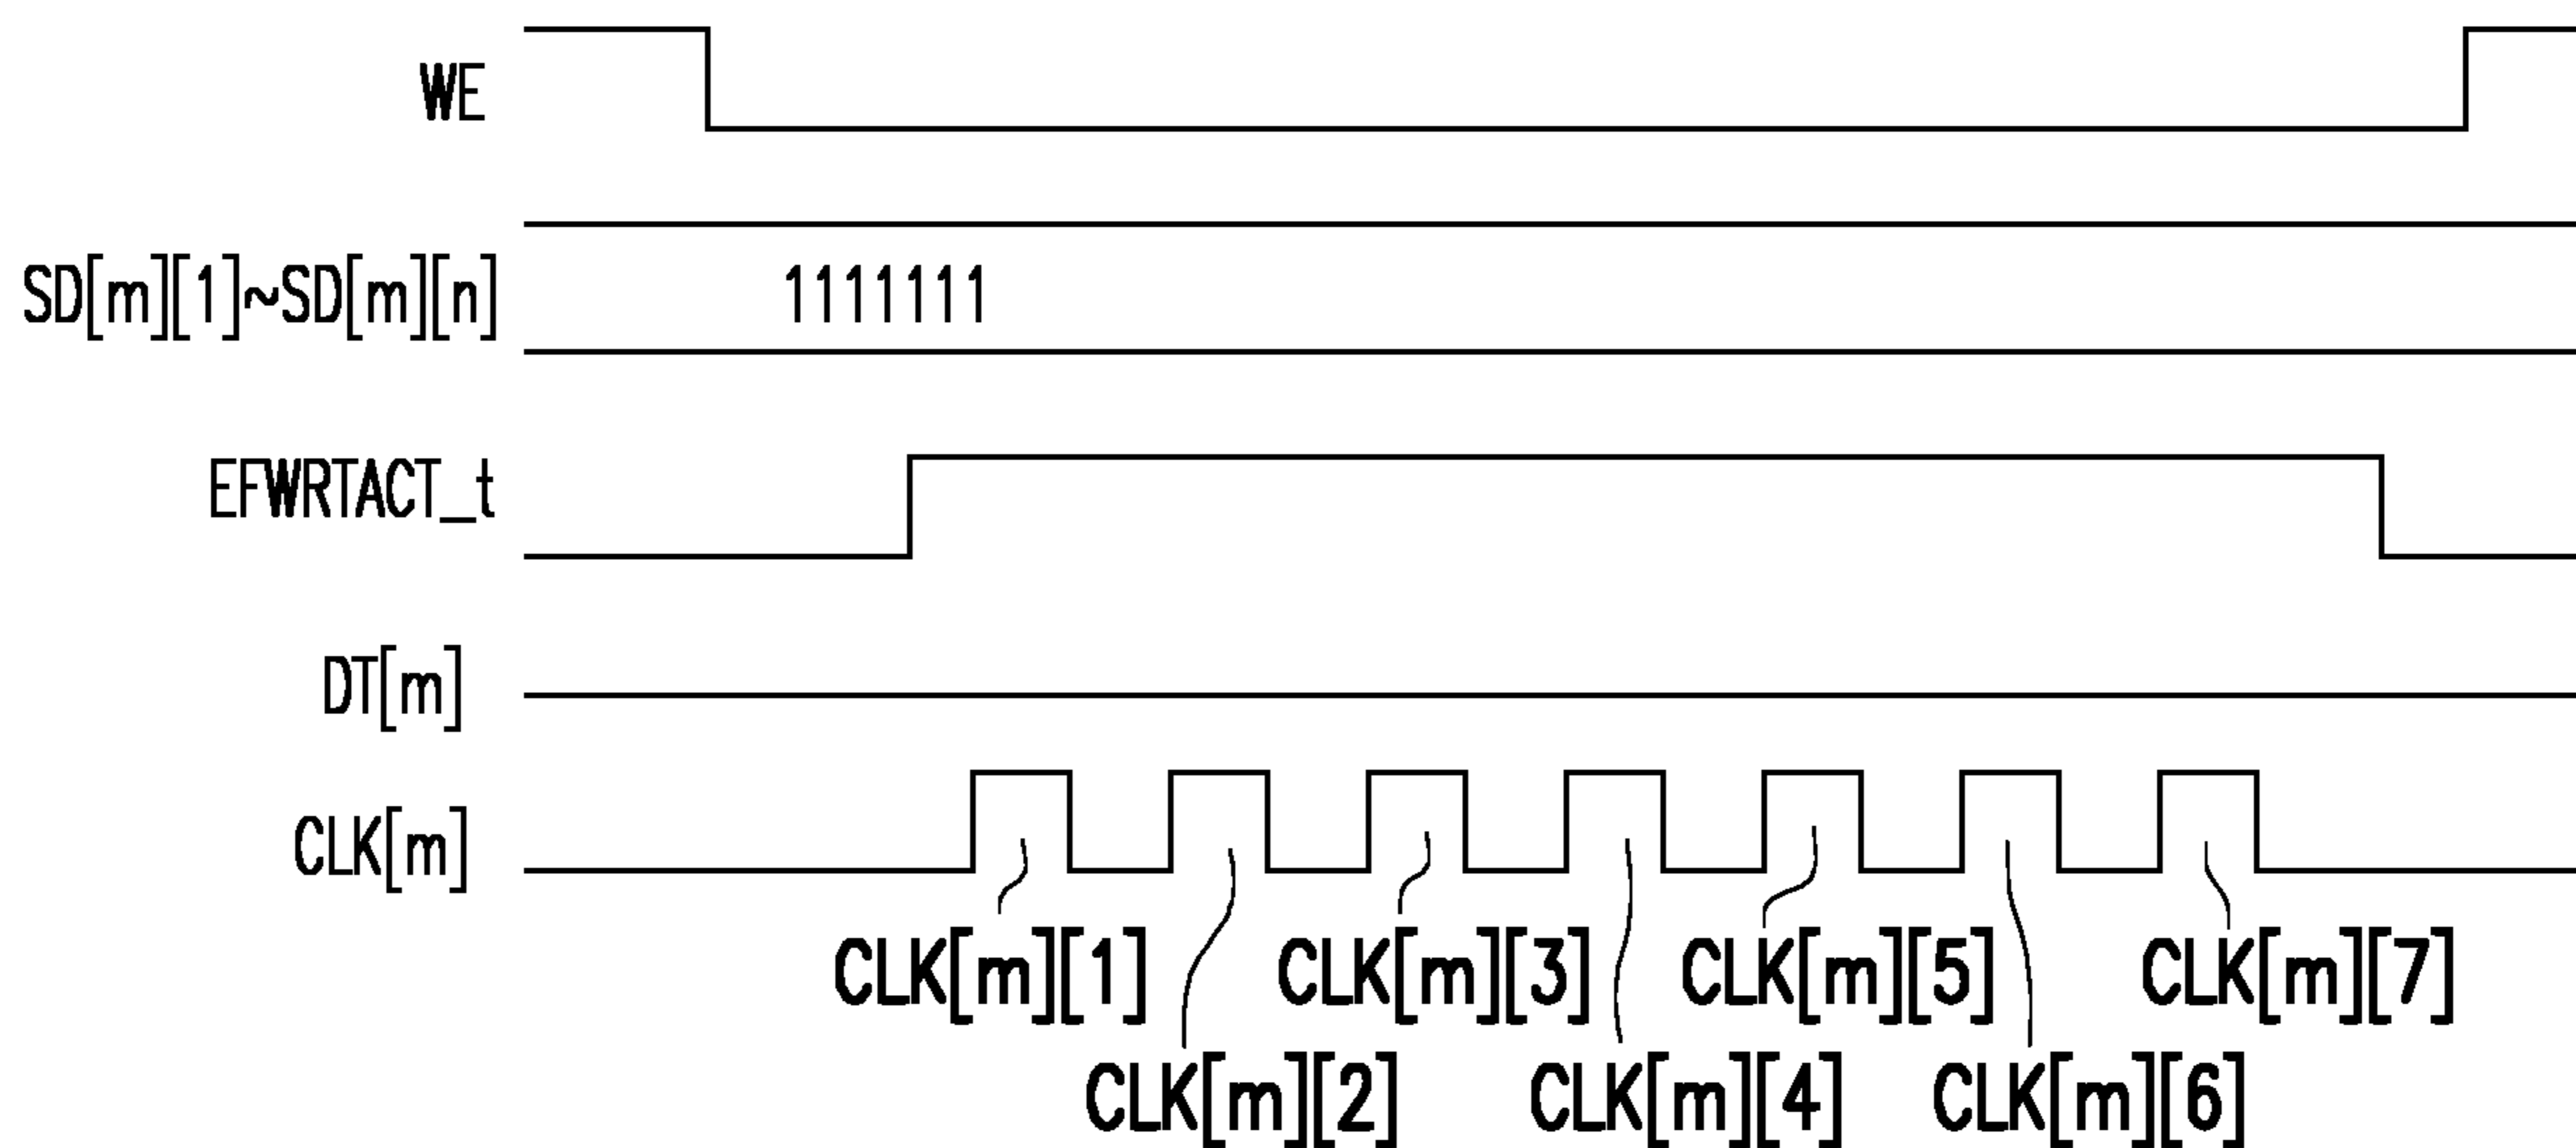 WE
SD[m][1]~SD[m][n]
1111111
EFWRTACT_t
DT[m]
CLK[m]
CLK[m][1]
CLK[m][3]
CLK[m][5]
CLK[m][7]
CLK[m][2]
CLK[m][4]
CLK[m][6]